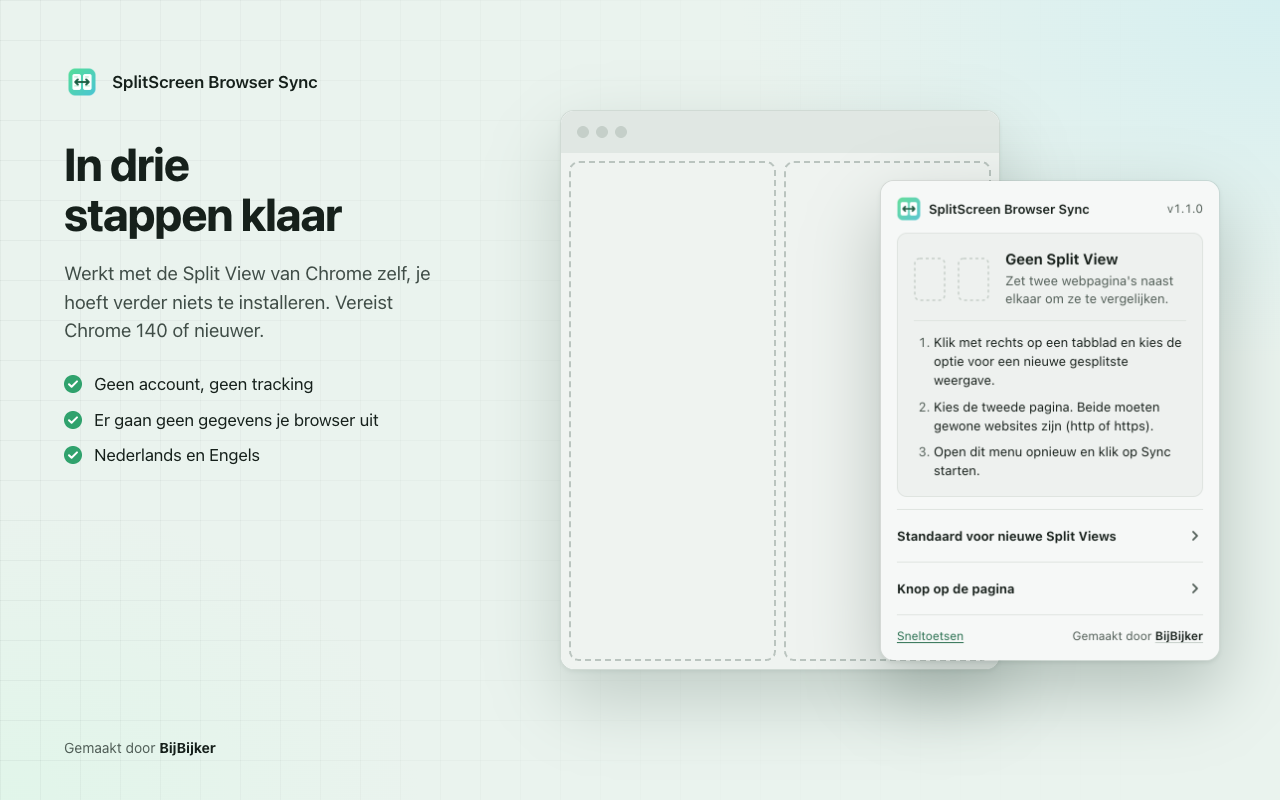 SplitScreen Browser Sync
In drie
stappen klaar
Werkt met de Split View van Chrome zelf, je
hoeft verder niets te installeren. Vereist
Chrome 140 of nieuwer.
Geen account, geen tracking
Er gaan geen gegevens je browser uit
Nederlands en Engels
Gemaakt door BijBijker
SplitScreen Browser Sync v1.1.0
Geen Split View
Zet twee webpagina's naast
elkaar om ze te vergelijken.
1. Klik met rechts op een tabblad en kies de
optie voor een nieuwe gesplitste
weergave.
2. Kies de tweede pagina. Beide moeten
gewone websites zijn (http of https).
3. Open dit menu opnieuw en klik op Sync
starten.
Standaard voor nieuwe Split Views
Knop op de pagina
Sneltoetsen Gemaakt door BijBijker